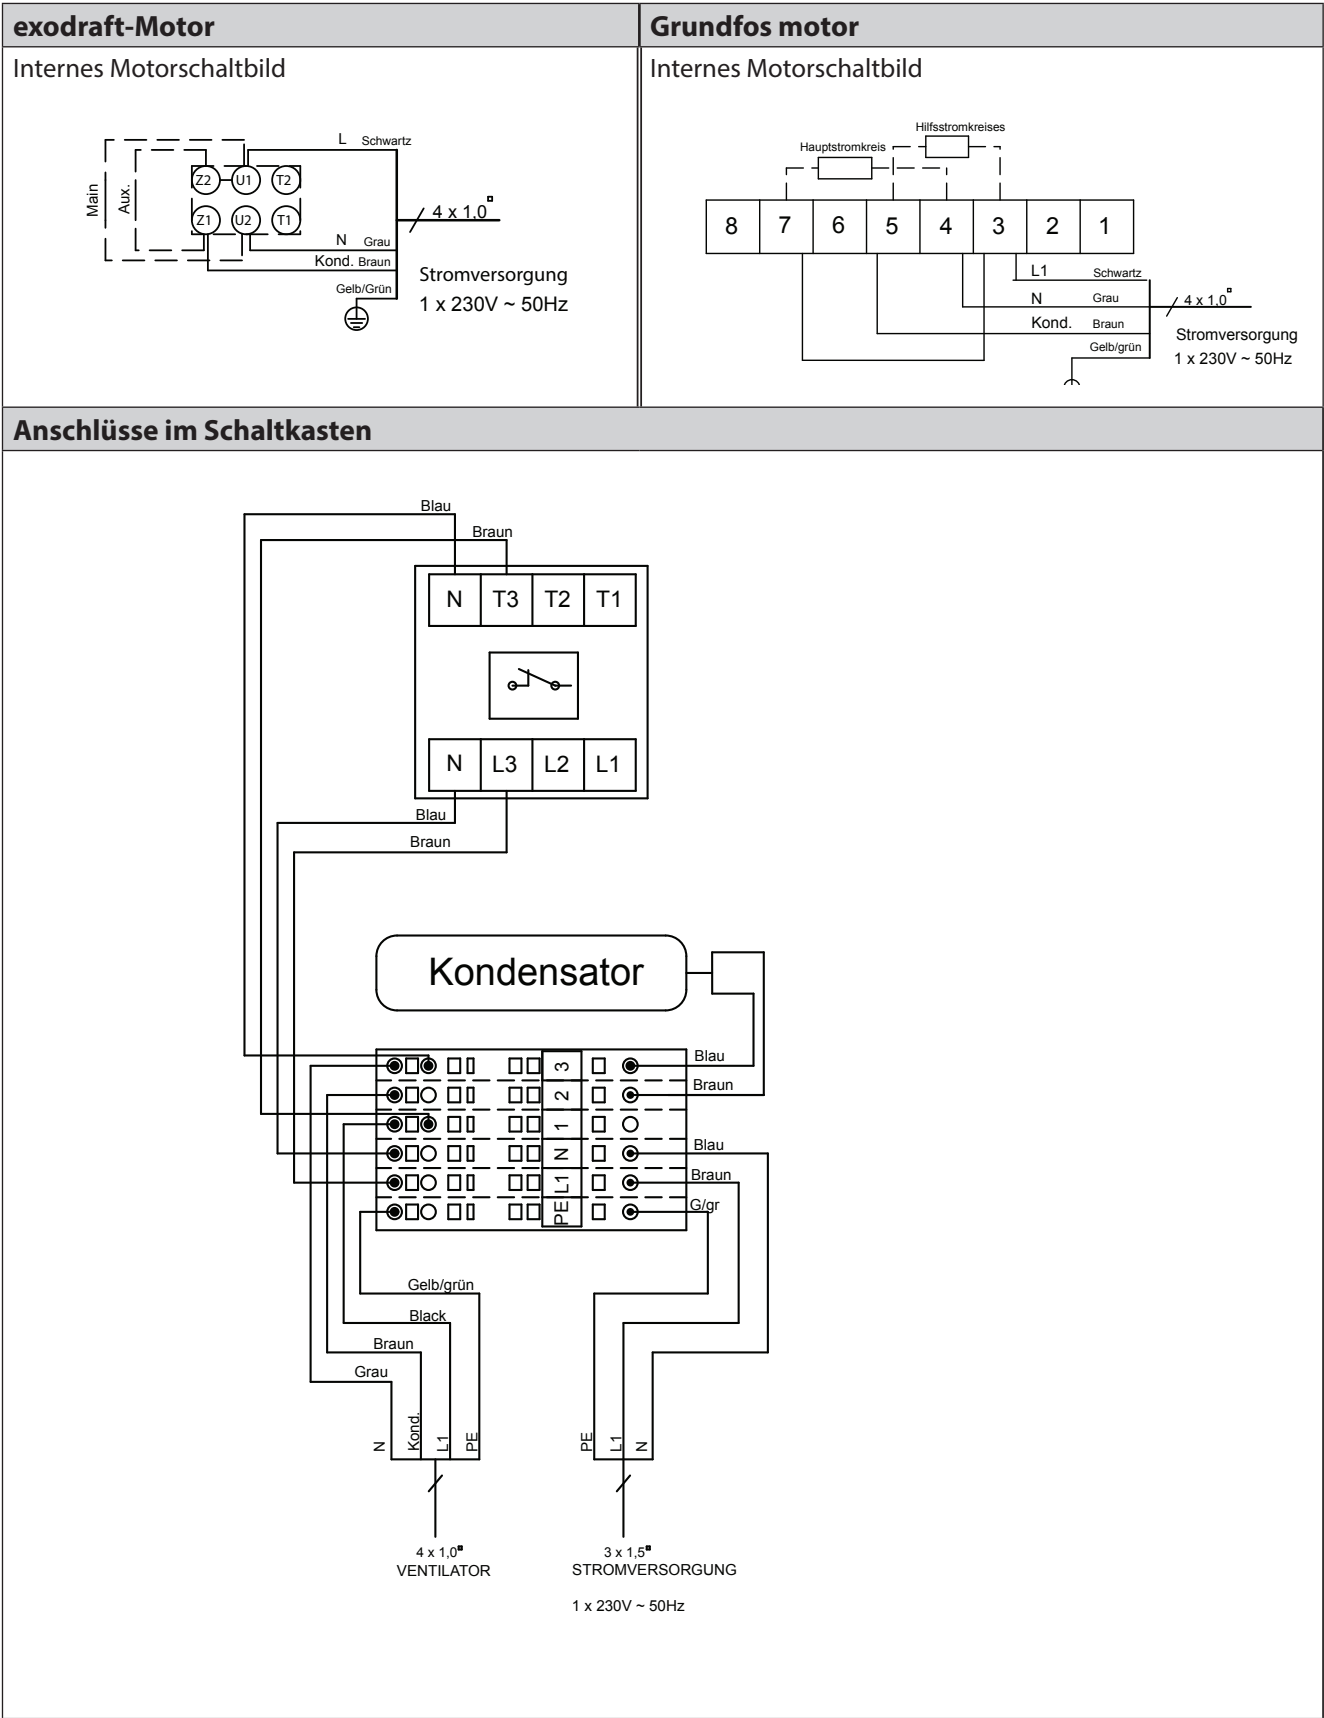 exodraft-Motor
Grundfos motor
Internes Motorschaltbild
Internes Motorschaltbild
L Schwartz
Main
Aux.
Z2 U1 T2
Z1 U2 T1
4 x 1,0
N Grau
Kond. Braun
Gelb/Grün
Stromversorgung
1 x 230V ~ 50Hz
Hilfsstromkreises
Hauptstromkreis
8 7 6 5 4 3 2 1
L1 Schwartz
N Grau
4 x 1,0
Kond. Braun
Gelb/grün
Stromversorgung
1 x 230V ~ 50Hz
Anschlüsse im Schaltkasten
Blau
Braun
N T3 T2 T1
N L3 L2 L1
Blau
Braun
Kondensator
3 Blau
2 Braun
1
N Blau
L1 Braun
PE G/gr
Gelb/grün
Black
Braun
Grau
N Kond. L1 PE
PE L1 N
4 x 1,0
VENTILATOR
3 x 1,5
STROMVERSORGUNG
1 x 230V ~ 50Hz